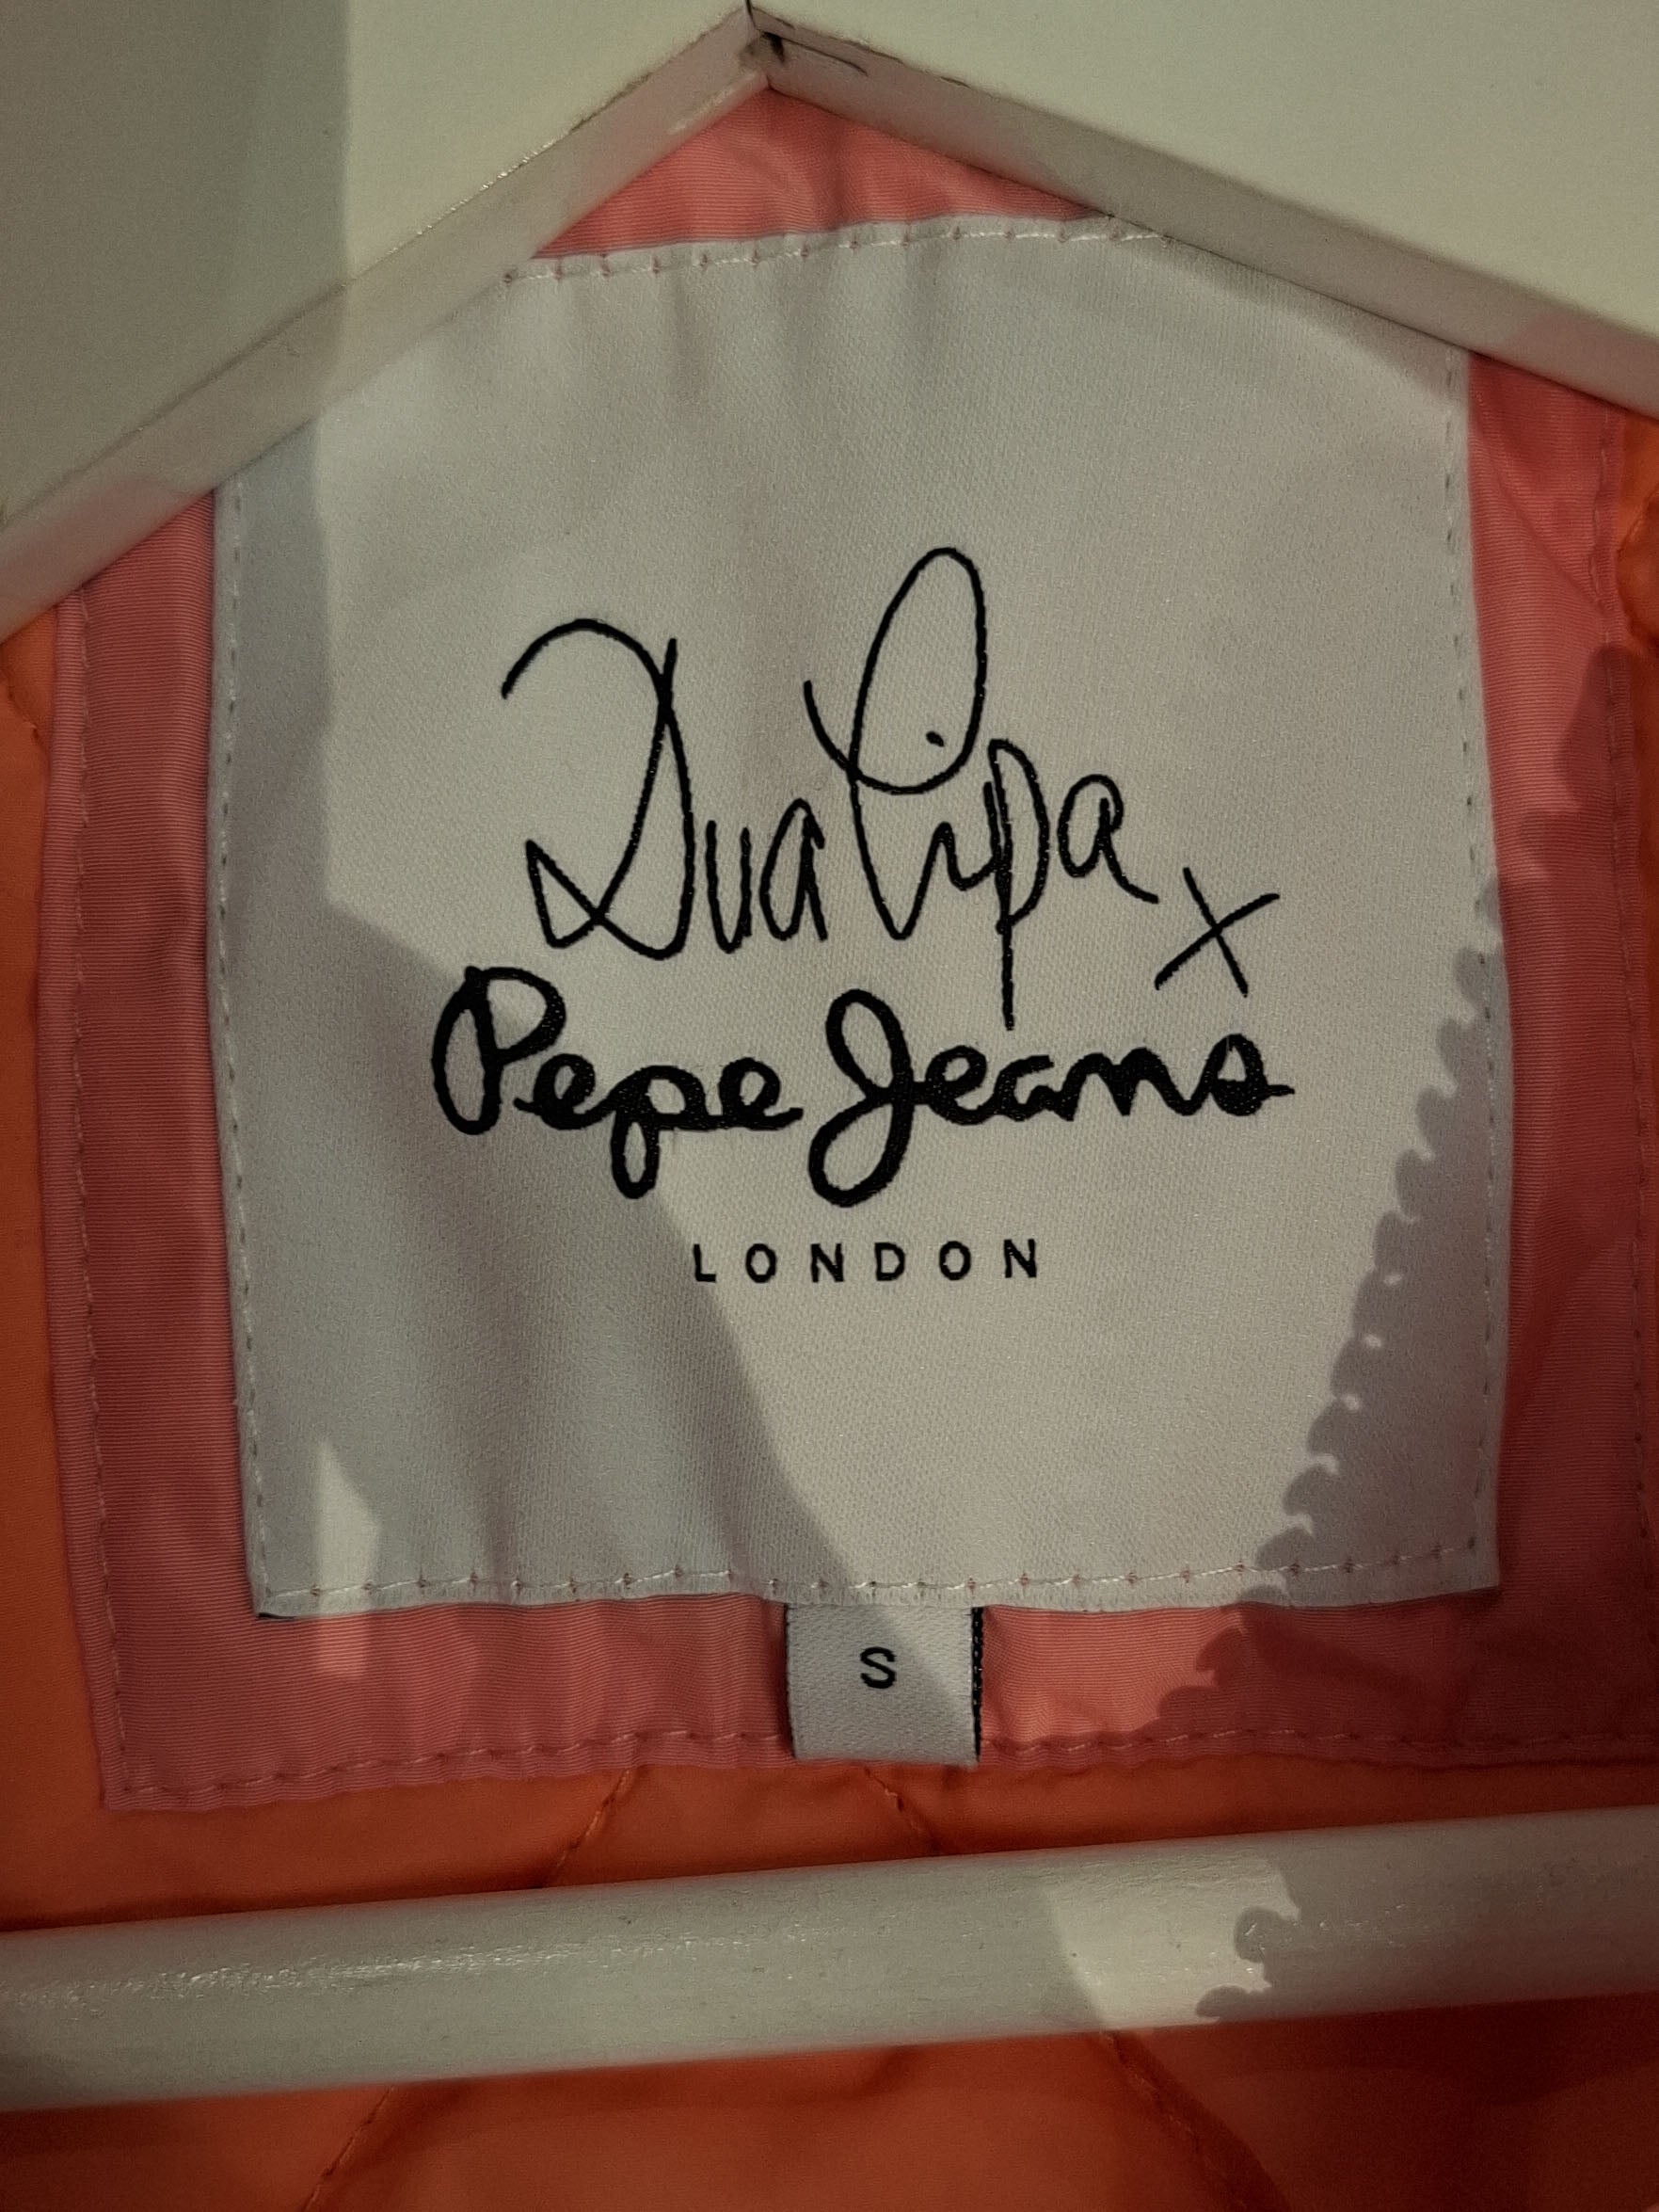 Dua Lipa x
Pepe Jeans
LONDON
S